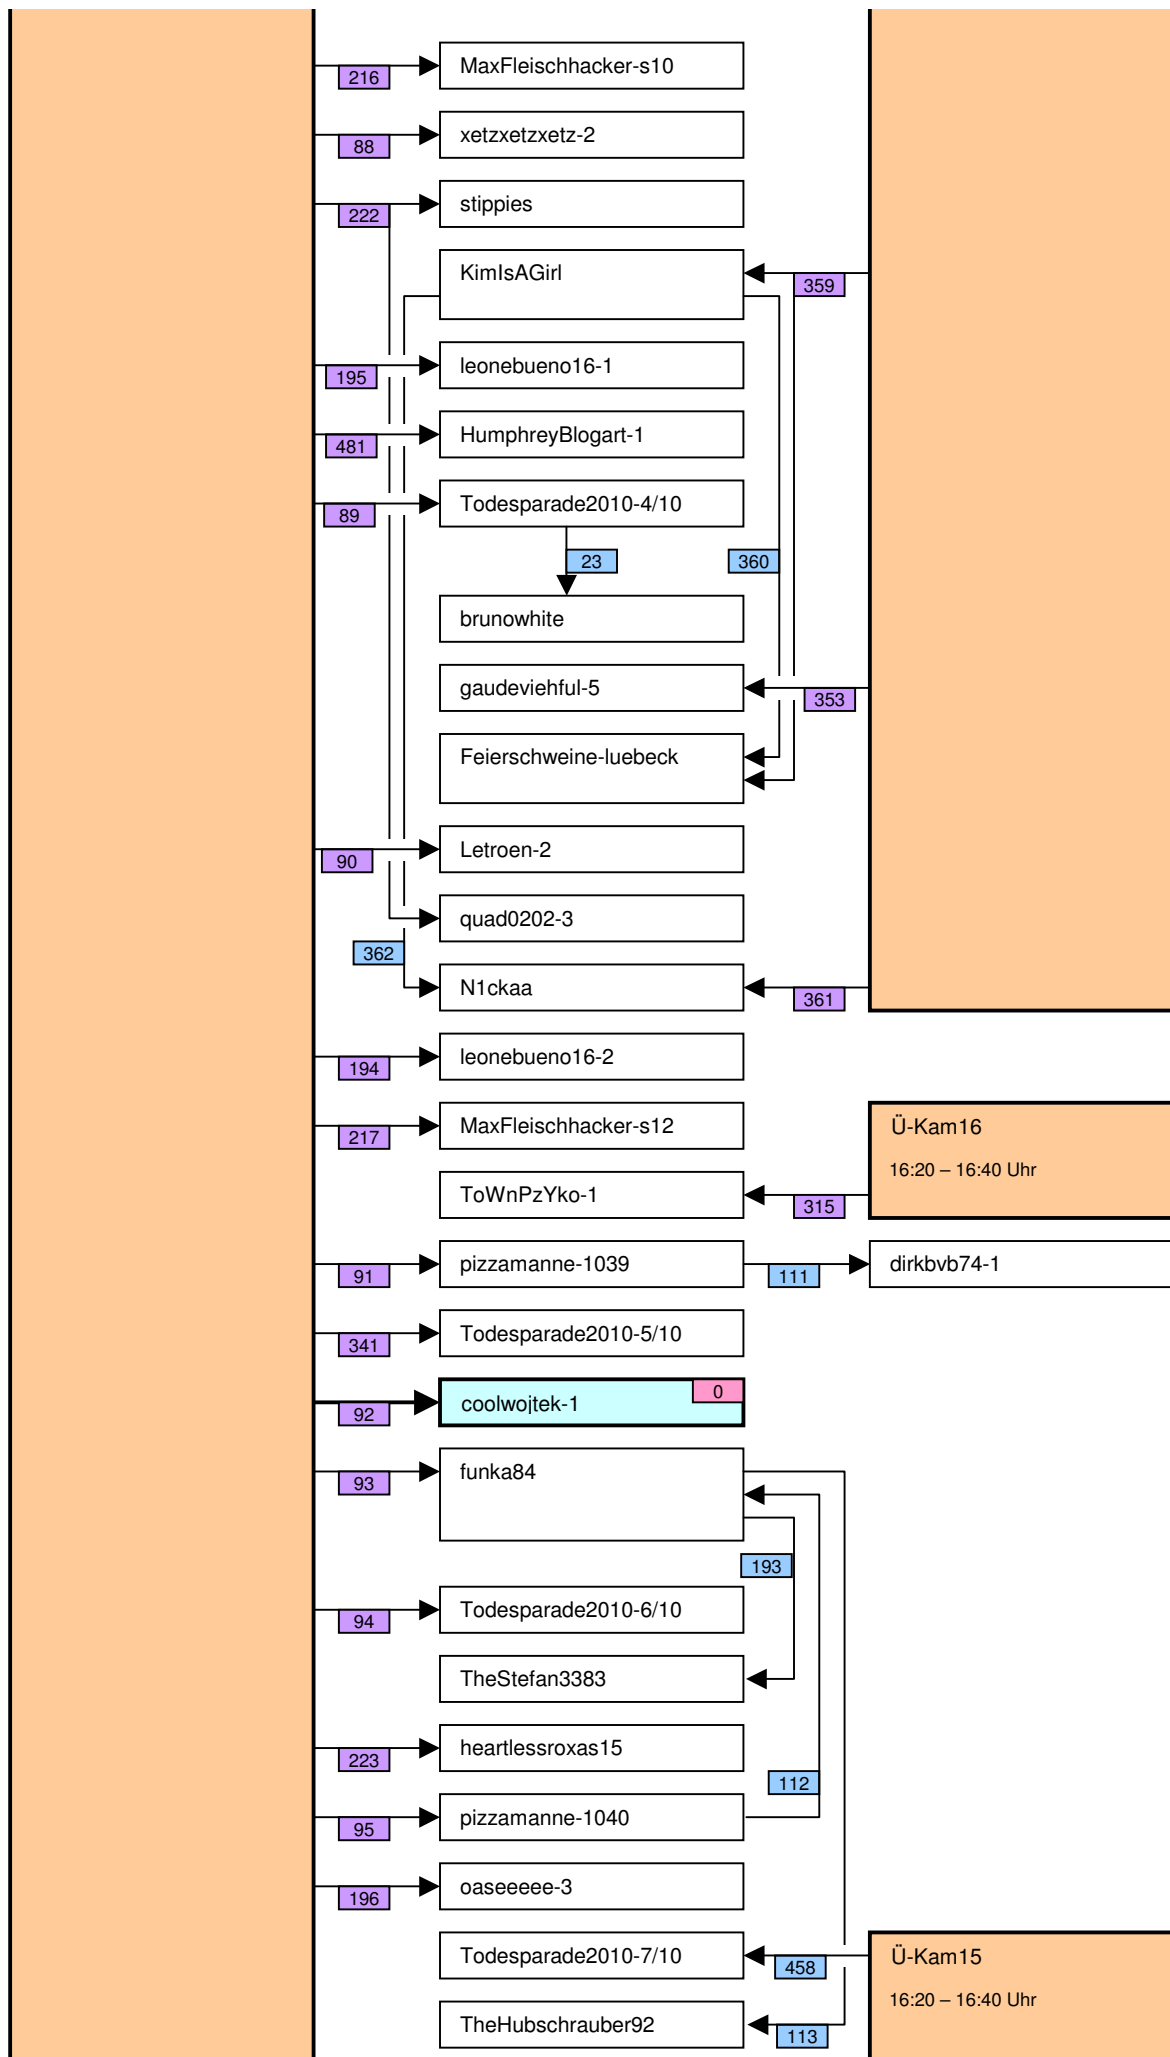 MaxFleischhacker-s10
216
xetzxetzxetz-2
88
stippies
222
KimIsAGirl
359
leonebueno16-1
195
HumphreyBlogart-1
481
Todesparade2010-4/10
89
23
360
brunowhite
gaudeviehful-5
353
Feierschweine-luebeck
Letroen-2
90
quad0202-3
362
N1ckaa
361
leonebueno16-2
194
MaxFleischhacker-s12
217
Ü-Kam16
16:20 – 16:40 Uhr
ToWnPzYko-1
315
pizzamanne-1039
91
111
dirkbvb74-1
Todesparade2010-5/10
341
coolwojtek-1
0
92
funka84
93
193
Todesparade2010-6/10
94
TheStefan3383
heartlessroxas15
223
112
pizzamanne-1040
95
oaseeeee-3
196
Todesparade2010-7/10
458
Ü-Kam15
16:20 – 16:40 Uhr
TheHubschrauber92
113